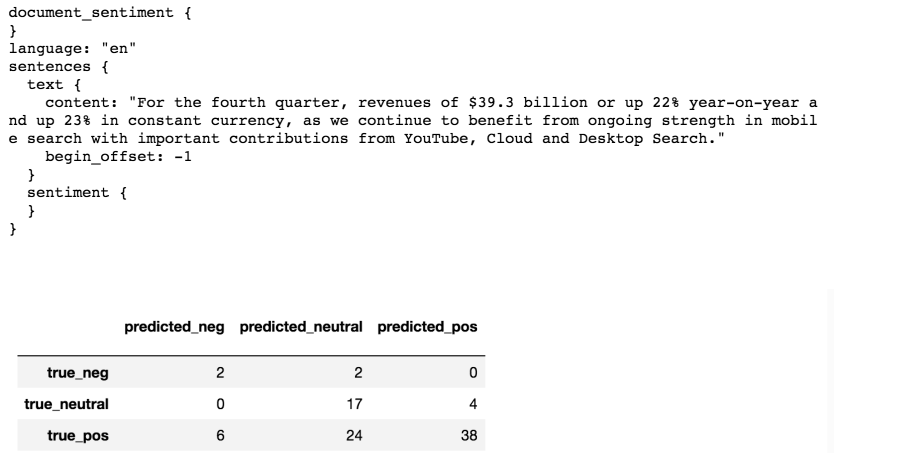 document_sentiment {
}
language: "en"
sentences {
  text {
    content: "For the fourth quarter, revenues of $39.3 billion or up 22% year-on-year a
nd up 23% in constant currency, as we continue to benefit from ongoing strength in mobil
e search with important contributions from YouTube, Cloud and Desktop Search."
    begin_offset: -1
  }
  sentiment {
  }
}
predicted_neg predicted_neutral predicted_pos
true_neg 2 2 0
true_neutral 0 17 4
true_pos 6 24 38